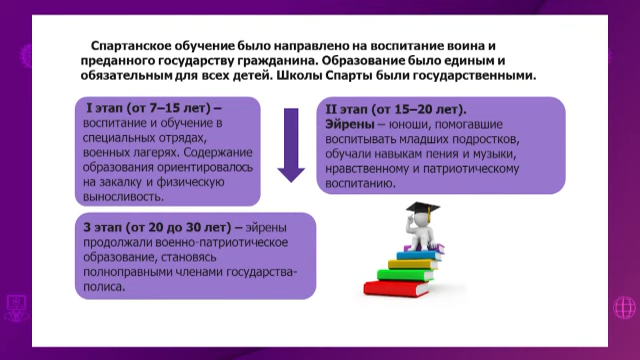 Спартанское обучение было направлено на воспитание воина и
преданного государству гражданина. Образование было единым и
обязательным для всех детей. Школы Спарты были государственными.
I этап (от 7–15 лет) –
воспитание и обучение в
специальных отрядах,
военных лагерях. Содержание
образования ориентировалось
на закалку и физическую
выносливость.
II этап (от 15–20 лет).
Эйрены – юноши, помогавшие
воспитывать младших подростков,
обучали навыкам пения и музыки,
нравственному и патриотическому
воспитанию.
3 этап (от 20 до 30 лет) – эйрены
продолжали военно-патриотическое
образование, становясь
полноправными членами государства-
полиса.